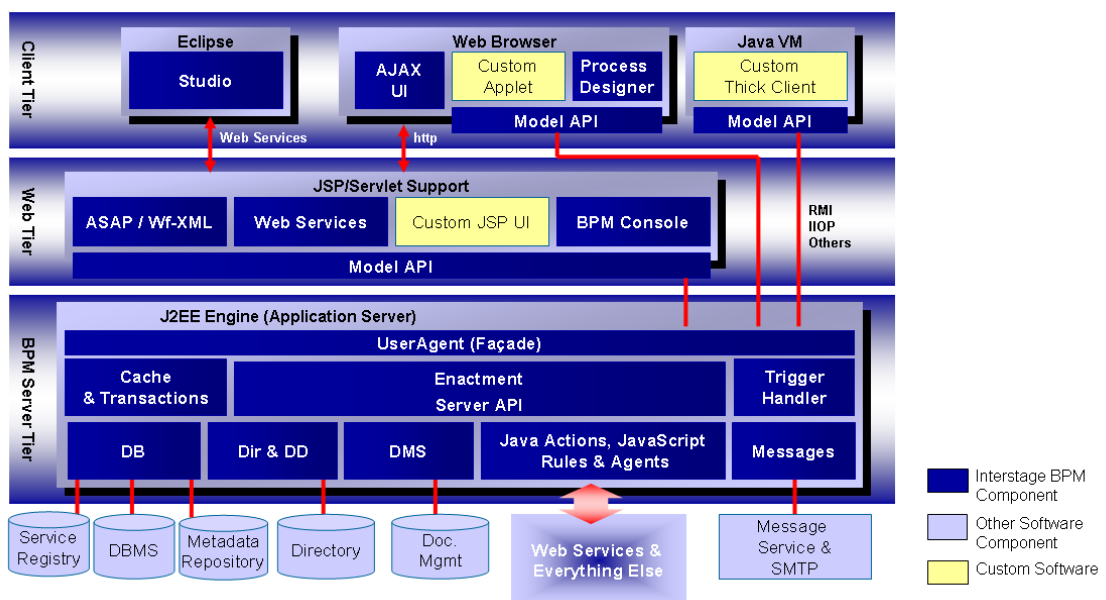 Client Tier
Eclipse
Studio
Web Browser
AJAX
UI
Custom
Applet
Process
Designer
Model API
Java VM
Custom
Thick Client
Model API
Web Services
http
Web Tier
JSP/Servlet Support
ASAP / Wf-XML
Web Services
Custom JSP UI
BPM Console
Model API
RMI
IIOP
Others
BPM Server Tier
J2EE Engine (Application Server)
UserAgent (Façade)
Cache
& Transactions
Enactment
Server API
Trigger
Handler
DB
Dir & DD
DMS
Java Actions, JavaScript
Rules & Agents
Messages
Service
Registry
DBMS
Metadata
Repository
Directory
Doc.
Mgmt
Web Services &
Everything Else
Message
Service &
SMTP
Interstage BPM
Component
Other Software
Component
Custom Software